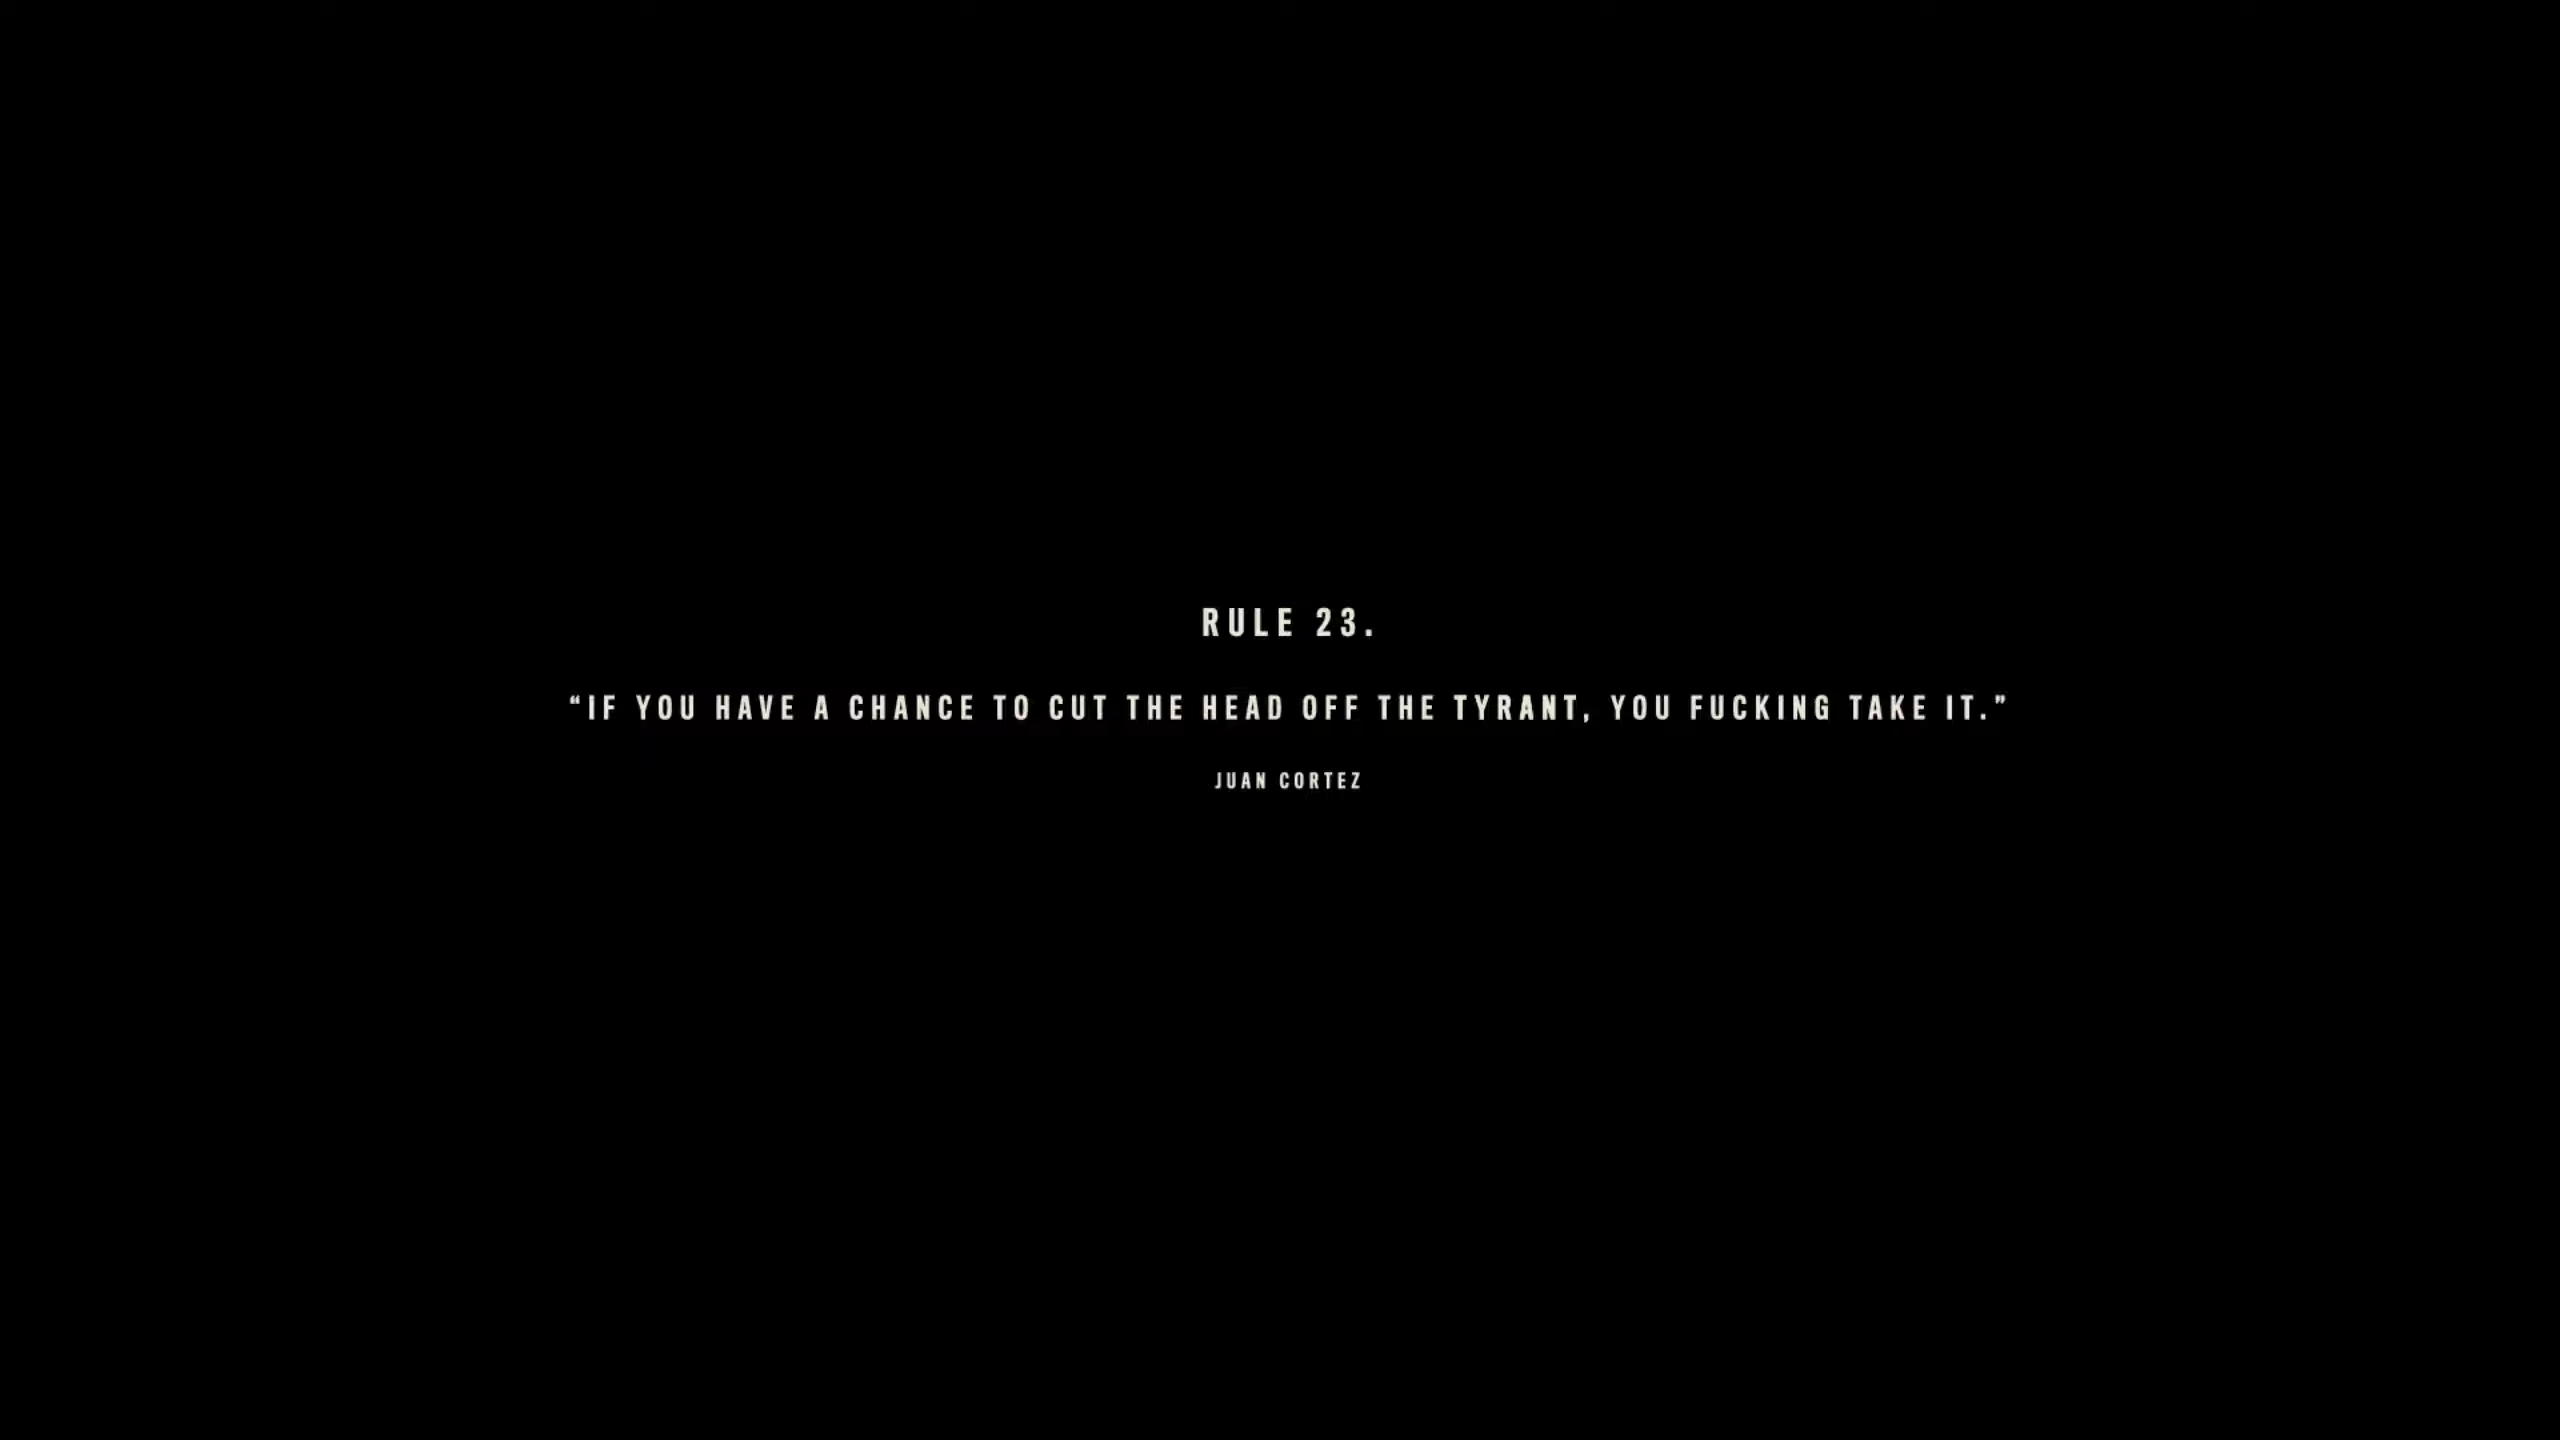 RULE 23.
“IF YOU HAVE A CHANCE TO CUT THE HEAD OFF THE TYRANT, YOU FUCKING TAKE IT.”
JUAN CORTEZ